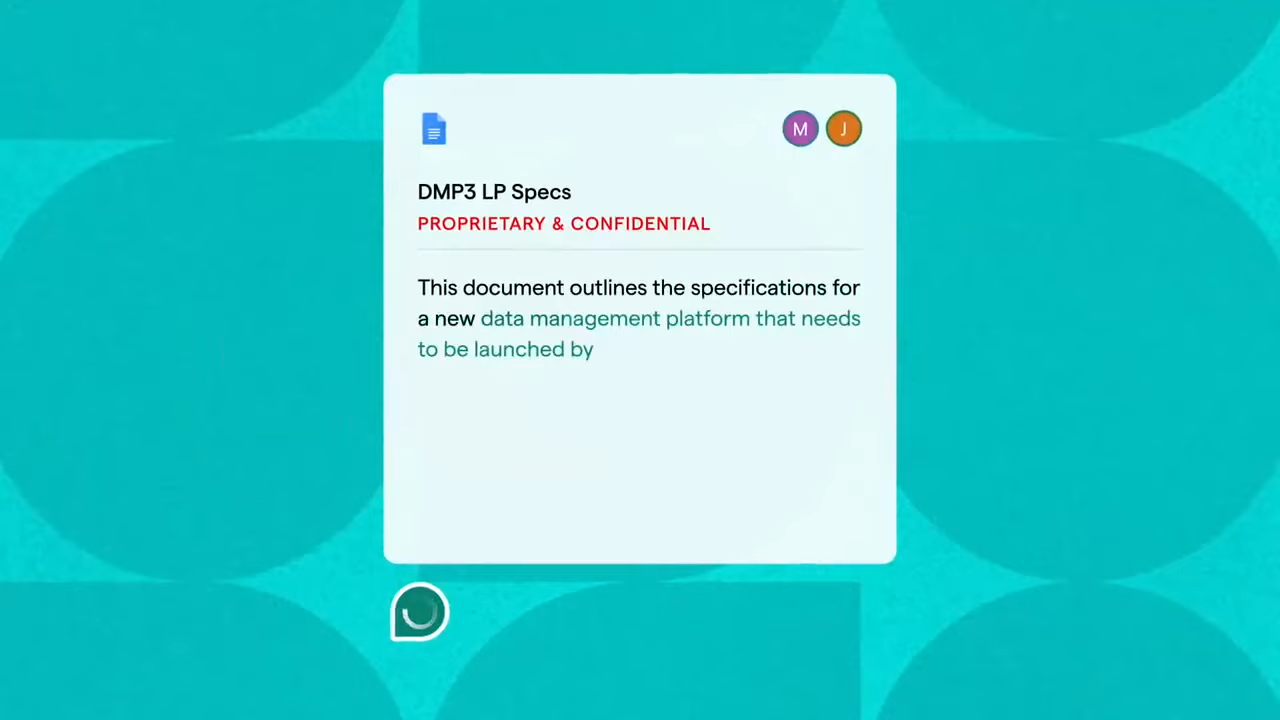 M J
DMP3 LP Specs
PROPRIETARY & CONFIDENTIAL
This document outlines the specifications for
a new data management platform that needs
to be launched by